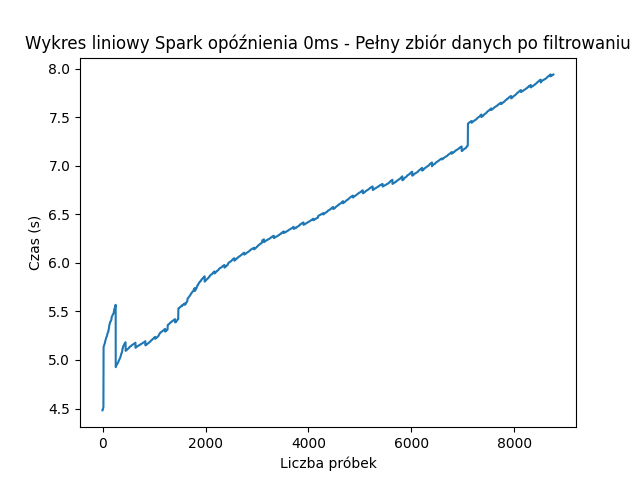 Wykres liniowy Spark opóźnienia 0ms - Pełny zbiór danych po filtrowaniu
8.0
7.5
7.0
6.5
6.0
5.5
5.0
4.5
Czas (s)
0 2000 4000 6000 8000
Liczba próbek